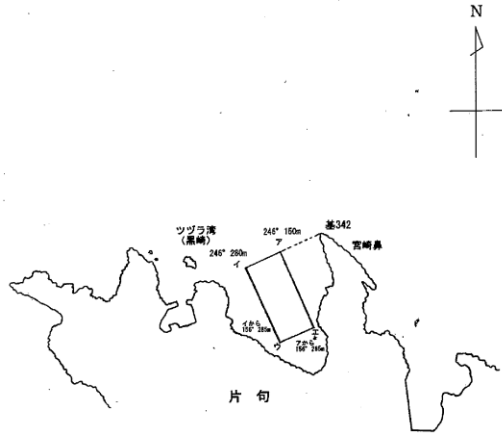 N
ツヅラ湾
(黒崎)
246° 150m
ア
基342
宮崎鼻
246° 280m
イ
イから
156° 285m
ウ
エ
アから
156° 285m
片句